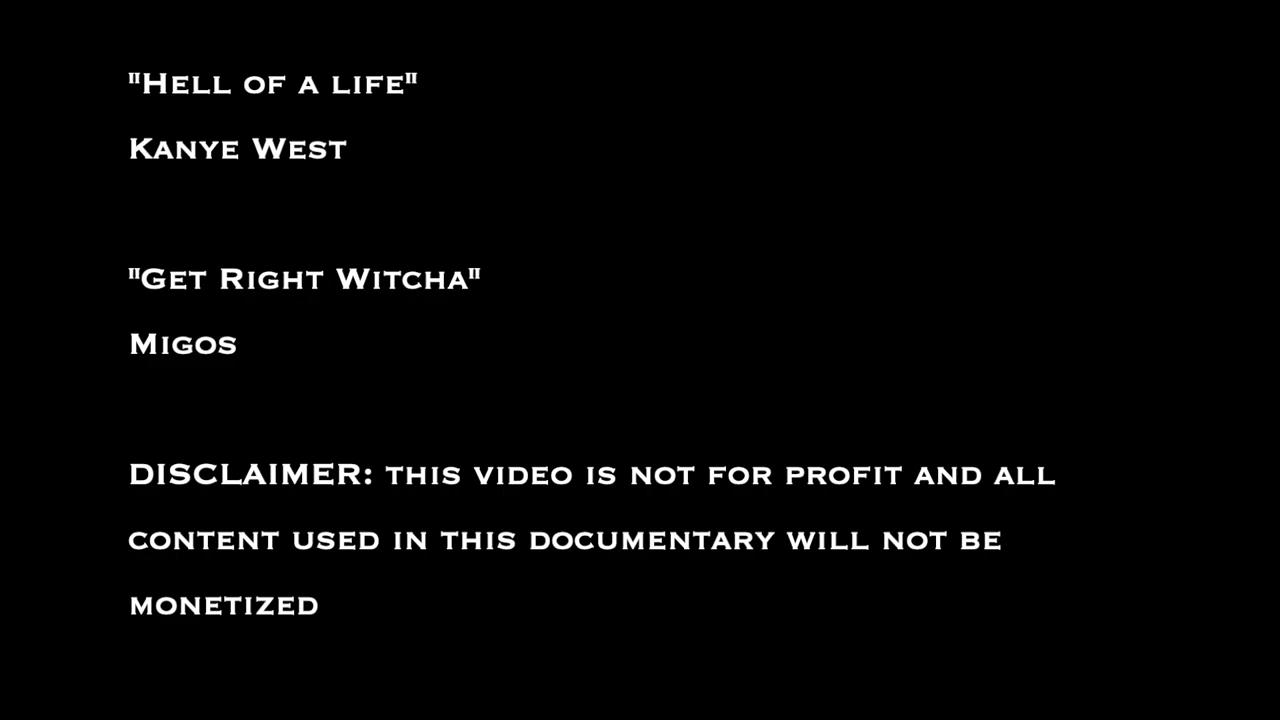 "Hell of a life"
Kanye West
"Get Right Witcha"
Migos
DISCLAIMER: this video is not for profit and all
content used in this documentary will not be
monetized